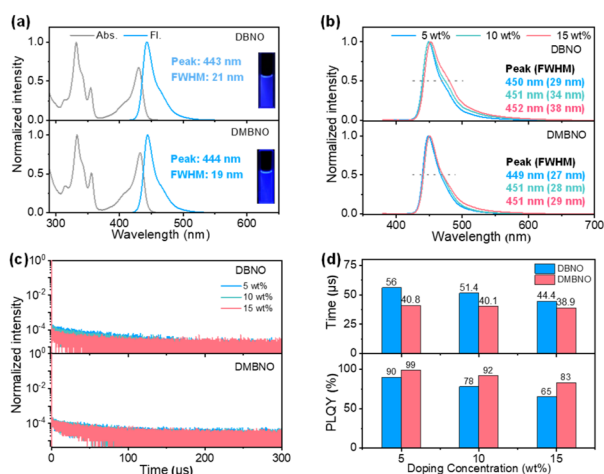 (a)
Abs.
Fl.
DBNO
Peak: 443 nm
FWHM: 21 nm
1.0
0.5
0.0
DMBNO
Peak: 444 nm
FWHM: 19 nm
1.0
0.5
0.0
300
400
500
600
Normalized intensity
Wavelength (nm)
(b)
5 wt%
10 wt%
15 wt%
DBNO
Peak (FWHM)
450 nm (29 nm)
451 nm (34 nm)
452 nm (38 nm)
1.0
0.5
0.0
DMBNO
Peak (FWHM)
449 nm (27 nm)
451 nm (28 nm)
451 nm (29 nm)
1.0
0.5
0.0
400
500
600
700
Normalized intensity
Wavelength (nm)
(c)
DBNO
5 wt%
10 wt%
15 wt%
10⁰
10⁻²
10⁻⁴
10⁰
DMBNO
10⁻²
10⁻⁴
0
100
200
300
Normalized intensity
Time (µs)
(d)
DBNO
DMBNO
75
50
25
0
Time (µs)
56
40.8
51.4
40.1
44.4
38.9
100
50
0
PLQY (%)
90
99
78
92
65
83
5
10
15
Doping Concentration (wt%)